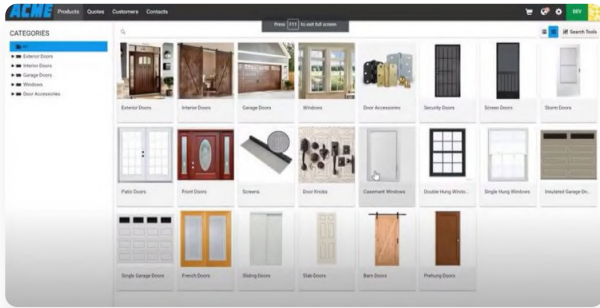 ACME Products Quotes Customers Contacts DEV
Press F11 to exit full screen
CATEGORIES
All
Exterior Doors
Interior Doors
Garage Doors
Windows
Door Accessories
Search Tools
Exterior Doors Interior Doors Garage Doors Windows Door Accessories Security Doors Screen Doors Storm Doors
Patio Doors Front Doors Screens Door Knobs Casement Windows Double Hung Windo... Single Hung Windows Insulated Garage Do...
Single Garage Doors French Doors Sliding Doors Slab Doors Barn Doors Prehung Doors